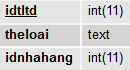 idtltd int(11)
theloai text
idnhahang int(11)